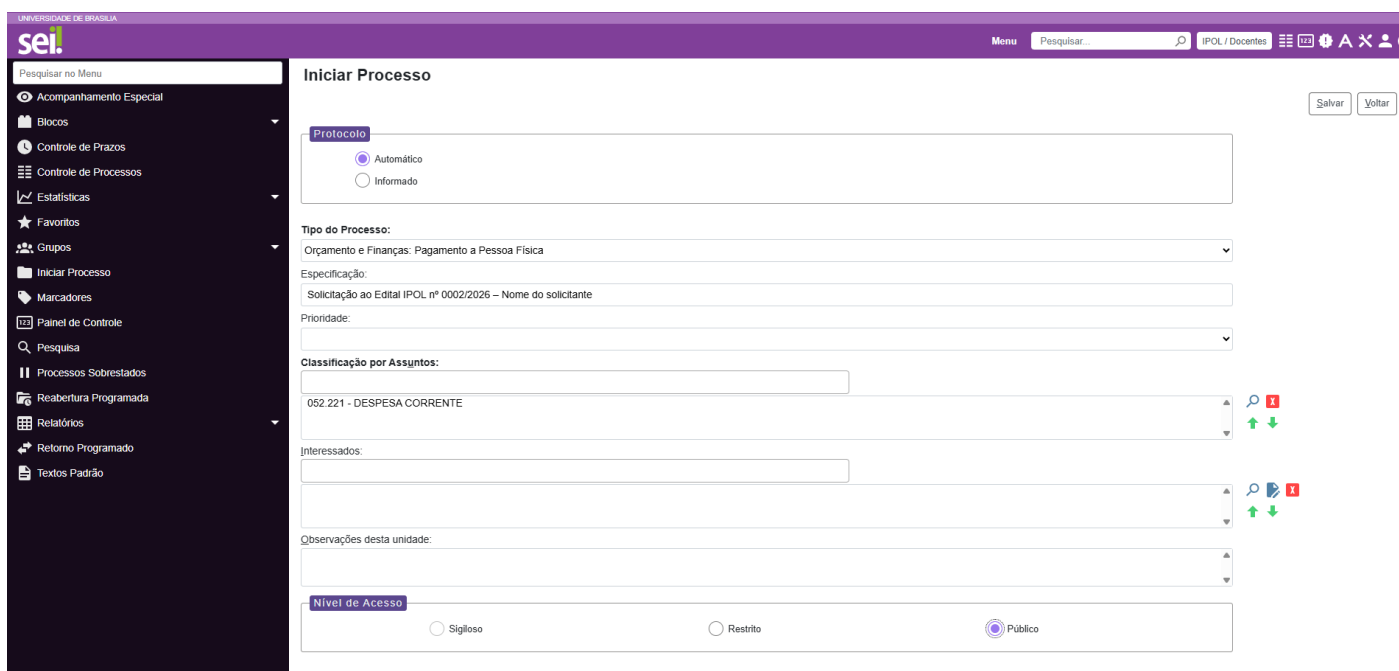 UNIVERSIDADE DE BRASILIA
sei!
Menu
Pesquisar...
IPOL / Docentes
123
A
Pesquisar no Menu
Acompanhamento Especial
Blocos
Controle de Prazos
Controle de Processos
Estatísticas
Favoritos
Grupos
Iniciar Processo
Marcadores
123 Painel de Controle
Pesquisa
Processos Sobrestados
Reabertura Programada
Relatórios
Retorno Programado
Textos Padrão
Iniciar Processo
Salvar
Voltar
Protocolo
Automático
Informado
Tipo do Processo:
Orçamento e Finanças: Pagamento a Pessoa Física
Especificação:
Solicitação ao Edital IPOL nº 0002/2026 – Nome do solicitante
Prioridade:
Classificação por Assuntos:
052.221 - DESPESA CORRENTE
Interessados:
Observações desta unidade:
Nível de Acesso
Sigiloso
Restrito
Público